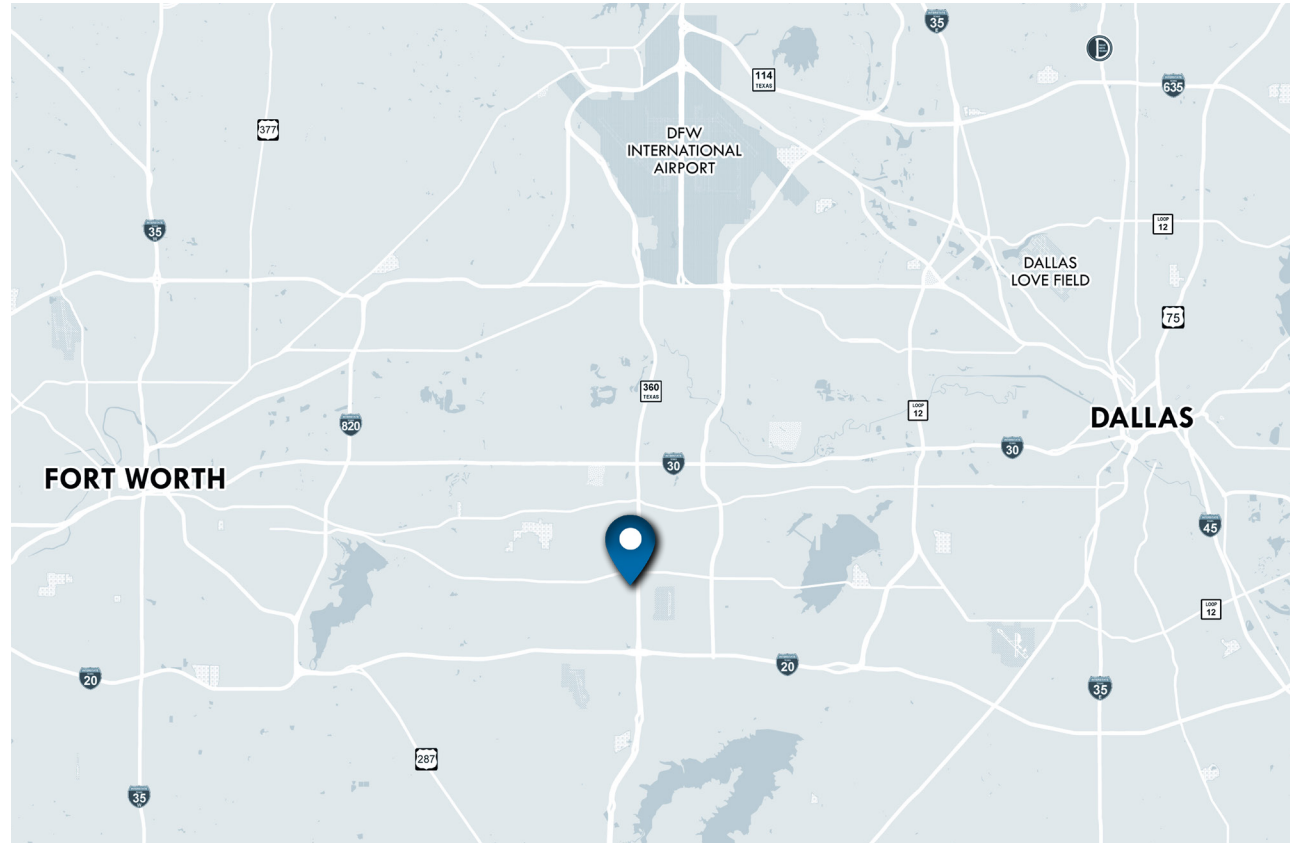 35
114
TEXAS
635
377
DFW
INTERNATIONAL
AIRPORT
35
LOOP
12
DALLAS
LOVE FIELD
75
360
TEXAS
LOOP
12
DALLAS
820
30
30
FORT WORTH
45
LOOP
12
20
20
35
287
35